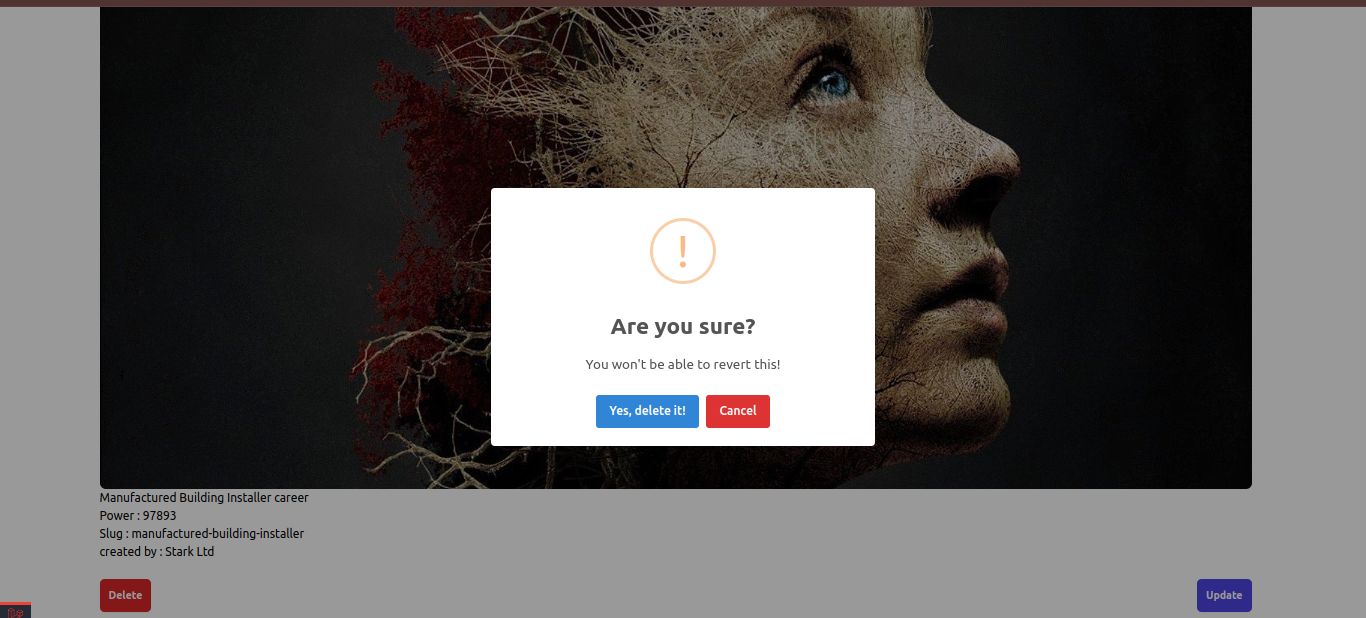 !
Are you sure?
You won't be able to revert this!
Yes, delete it! Cancel
Manufactured Building Installer career
Power : 97893
Slug : manufactured-building-installer
created by : Stark Ltd
Delete Update